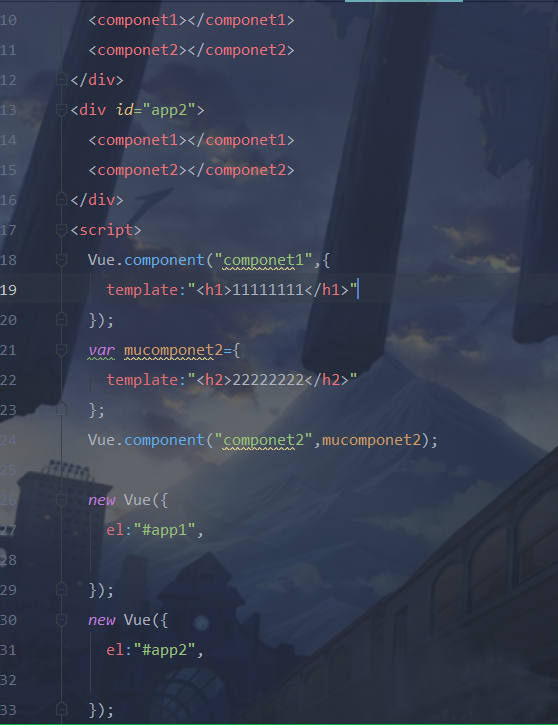 10 <componet1></componet1>
11 <componet2></componet2>
12 </div>
13 <div id="app2">
14 <componet1></componet1>
15 <componet2></componet2>
16 </div>
17 <script>
18 Vue.component("componet1",{
19 template:"<h1>11111111</h1>"
20 });
21 var mucomponet2={
22 template:"<h2>22222222</h2>"
23 };
24 Vue.component("componet2",mucomponet2);
25
26 new Vue({
27 el:"#app1",
28
29 });
30 new Vue({
31 el:"#app2",
32
33 });